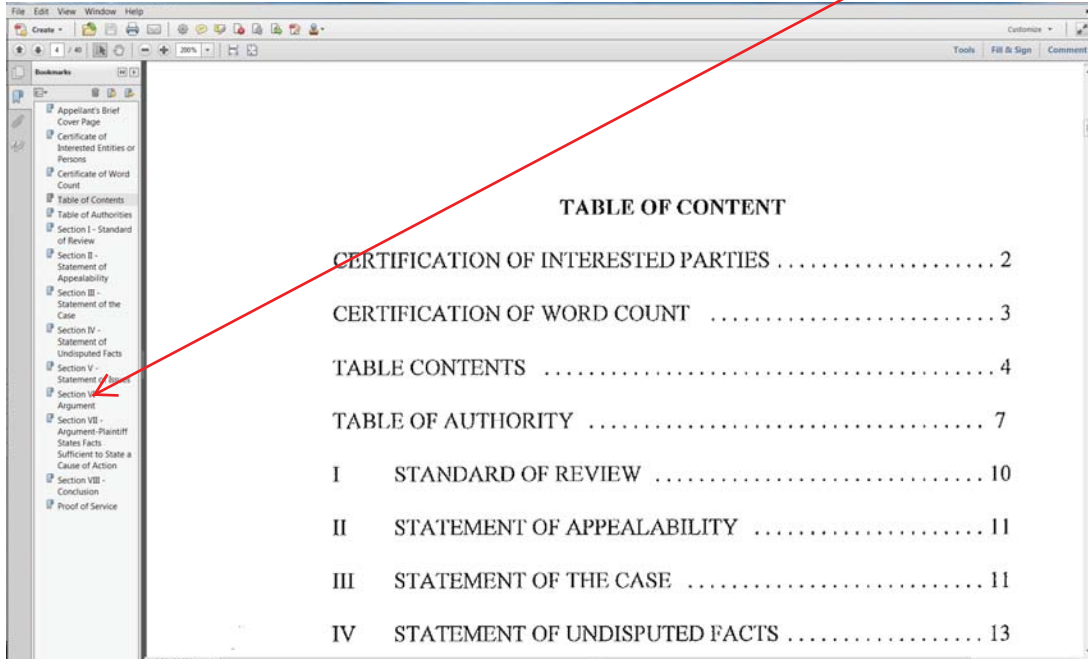 File Edit View Window Help
Create
Customize
4 / 40
200%
Tools Fill & Sign Comment
Bookmarks
Appellant's Brief
Cover Page
Certificate of
Interested Entities or
Persons
Certificate of Word
Count
Table of Contents
Table of Authorities
Section I - Standard
of Review
Section II -
Statement of
Appealability
Section III -
Statement of the
Case
Section IV -
Statement of
Undisputed Facts
Section V -
Statement of Issues
Section
Argument
Section VII -
Argument-Plaintiff
States Facts
Sufficient to State a
Cause of Action
Section VIII -
Conclusion
Proof of Service
TABLE OF CONTENT
CERTIFICATION OF INTERESTED PARTIES .................... 2
CERTIFICATION OF WORD COUNT .......................... 3
TABLE CONTENTS ....................................... 4
TABLE OF AUTHORITY .................................. 7
I STANDARD OF REVIEW .............................. 10
II STATEMENT OF APPEALABILITY ..................... 11
III STATEMENT OF THE CASE ............................ 11
IV STATEMENT OF UNDISPUTED FACTS .................. 13